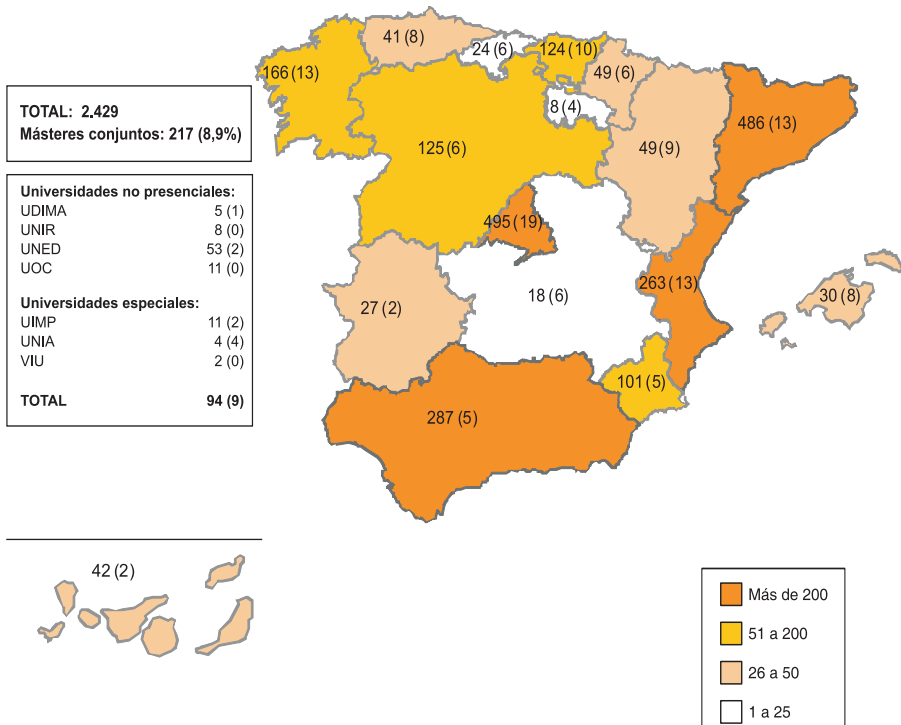 41 (8)
24 (6)
124 (10)
166 (13)
49 (6)
8 (4)
486 (13)
TOTAL: 2.429
Másteres conjuntos: 217 (8,9%)
125 (6)
49 (9)
Universidades no presenciales:
UDIMA 5 (1)
UNIR 8 (0)
UNED 53 (2)
UOC 11 (0)
Universidades especiales:
UIMP 11 (2)
UNIA 4 (4)
VIU 2 (0)
TOTAL 94 (9)
495 (19)
263 (13)
18 (6)
27 (2)
30 (8)
101 (5)
287 (5)
42 (2)
Más de 200
51 a 200
26 a 50
1 a 25